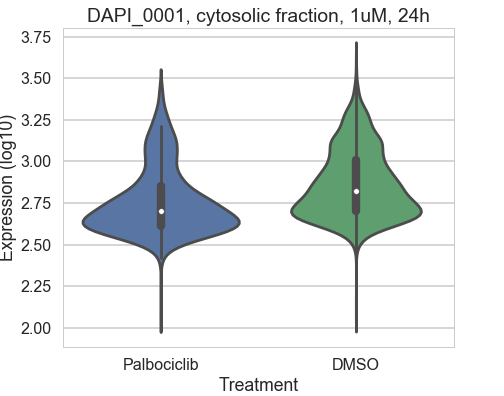 DAPI_0001, cytosolic fraction, 1uM, 24h
3.75
3.50
3.25
3.00
2.75
2.50
2.25
2.00
Expression (log10)
Palbociclib
DMSO
Treatment